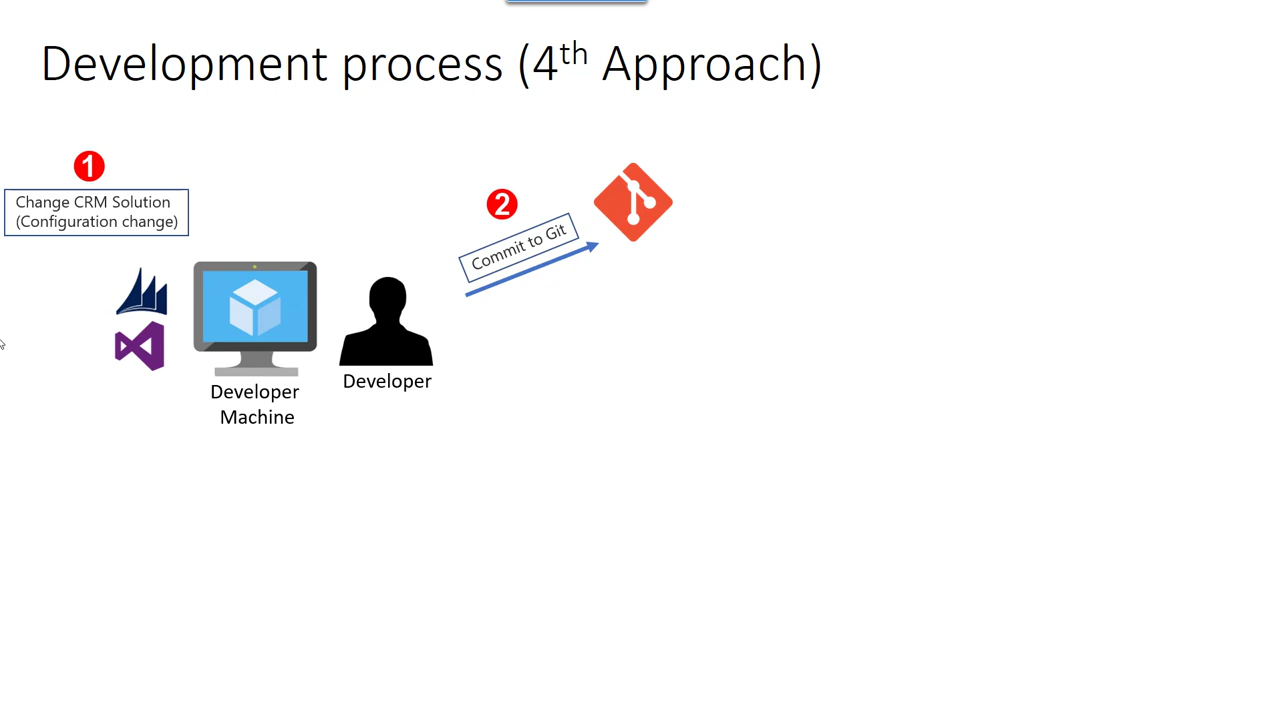 Development process (4th Approach)
1
Change CRM Solution
(Configuration change)
2
Commit to Git
Developer
Machine
Developer